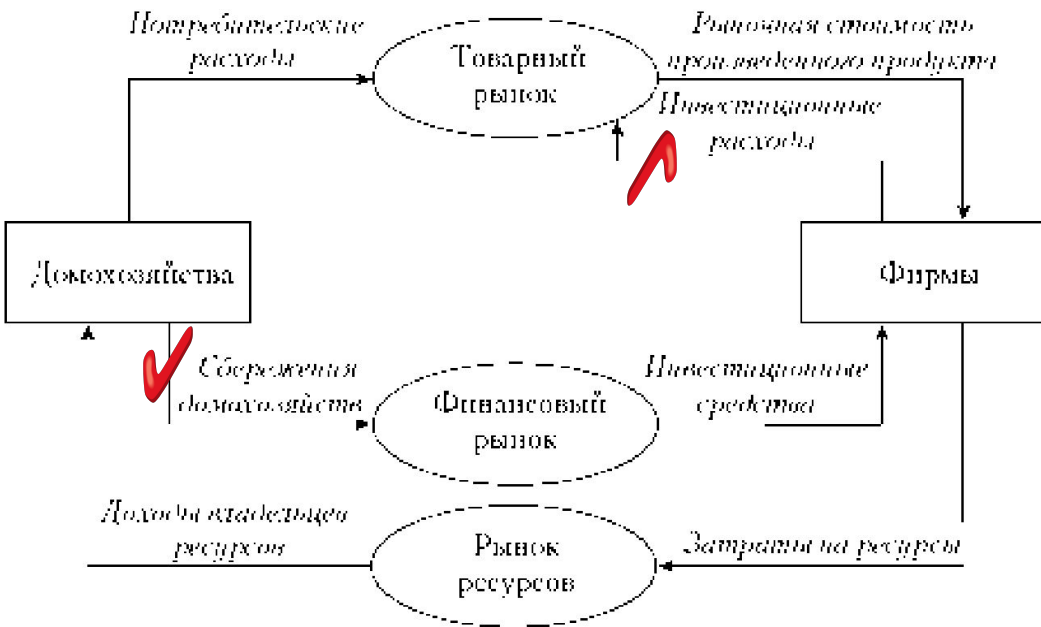 Потребительские
расходы
Товарный
рынок
Рыночная стоимость
произведенного продукта
Инвестиционные
расходы
Домохозяйства
Фирмы
Сбережения
домохозяйств
Финансовый
рынок
Инвестиционные
средства
Доходы владельцев
ресурсов
Рынок
ресурсов
Затраты на ресурсы